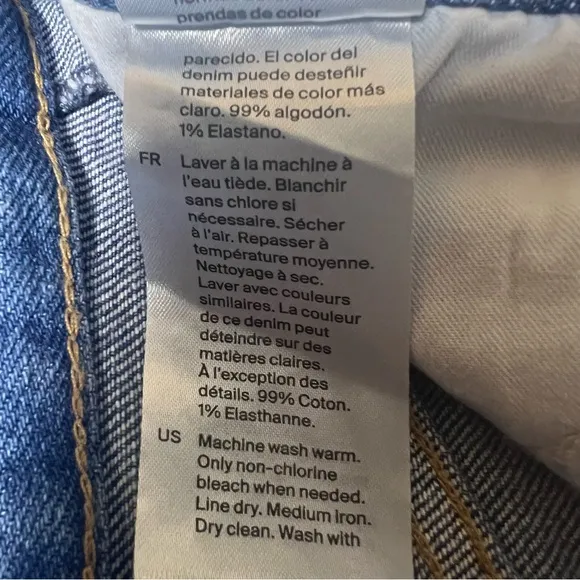 prendas de color
parecido. El color del
denim puede desteñir
materiales de color más
claro. 99% algodón.
1% Elastano.
FR Laver à la machine à
l'eau tiède. Blanchir
sans chlore si
nécessaire. Sécher
à l'air. Repasser à
température moyenne.
Nettoyage à sec.
Laver avec couleurs
similaires. La couleur
de ce denim peut
déteindre sur des
matières claires.
À l'exception des
détails. 99% Coton.
1% Elasthanne.
US Machine wash warm.
Only non-chlorine
bleach when needed.
Line dry. Medium Iron.
Dry clean. Wash with